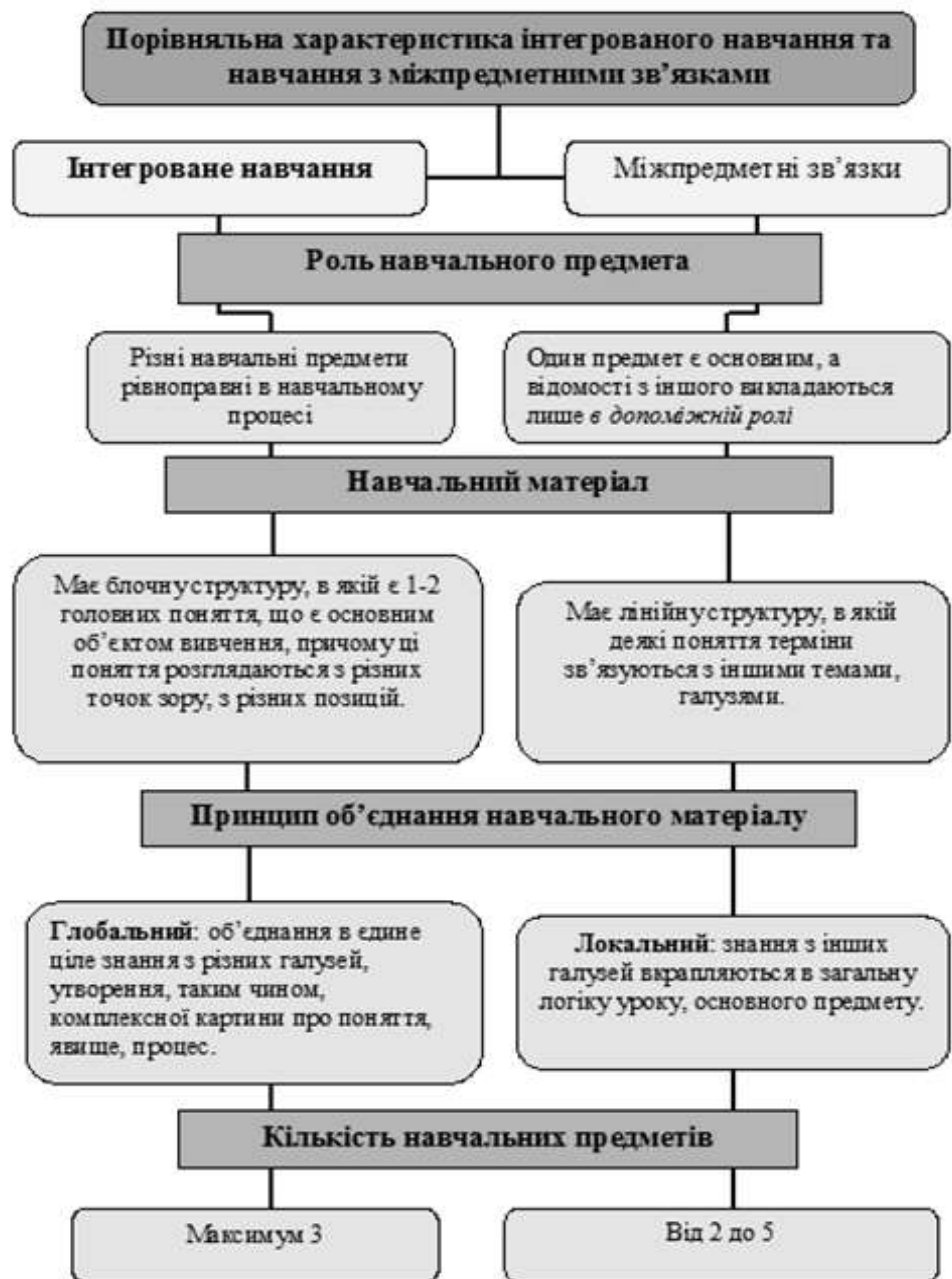 Порівняльна характеристика інтегрованого навчання та
навчання з міжпредметними зв’язками
Інтегроване навчання
Міжпредметні зв’язки
Роль навчального предмета
Різні навчальні предмети
рівноправні в навчальному
процесі
Один предмет є основним, а
відомості з іншого викладаються
лише в допоміжній ролі
Навчальний матеріал
Має блочну структуру, в якій є 1-2
головних поняття, що є основним
об’єктом вивчення, причому ці
поняття розглядаються з різних
точок зору, з різних позицій.
Має лінійну структуру, в якій
деякі поняття терміни
зв’язуються з іншими темами,
галузями.
Принцип об’єднання навчального матеріалу
Глобальний: об’єднання в єдине
ціле знання з різних галузей,
утворення, таким чином,
комплексної картини про поняття,
явище, процес.
Локальний: знання з інших
галузей вкрапляються в загальну
логіку уроку, основного предмету.
Кількість навчальних предметів
Максимум 3
Від 2 до 5